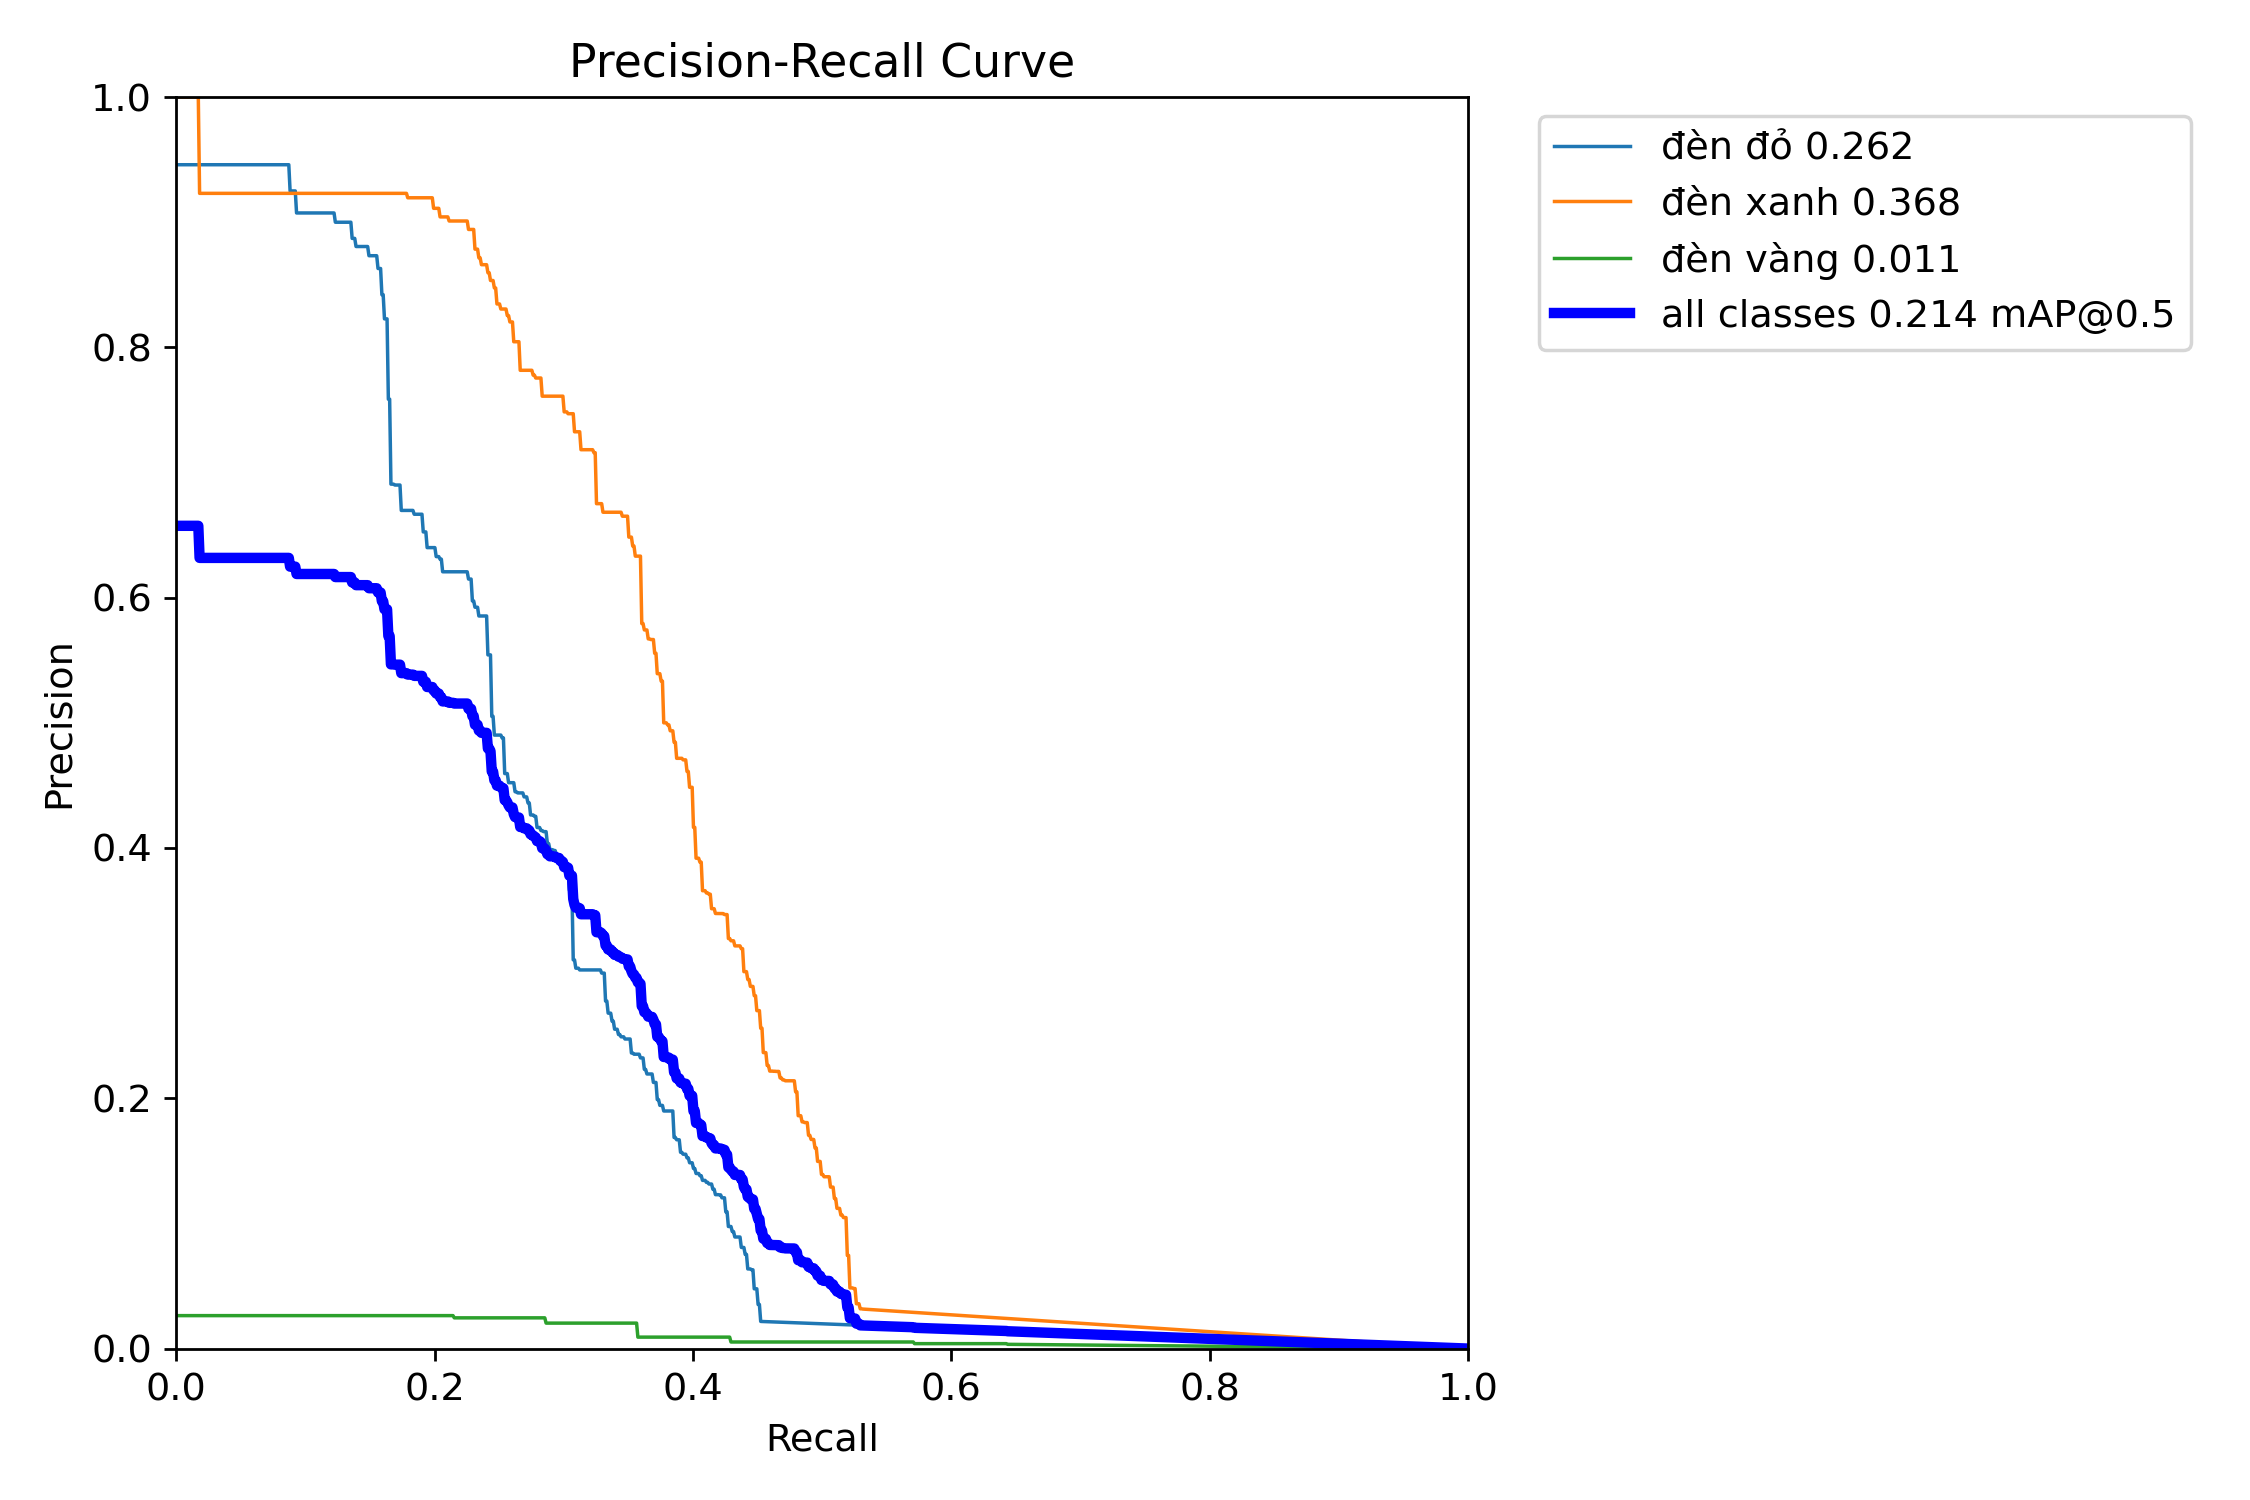 Precision-Recall Curve
1.0
0.8
0.6
0.4
0.2
0.0
Precision
0.0 0.2 0.4 0.6 0.8 1.0
Recall
đèn đỏ 0.262
đèn xanh 0.368
đèn vàng 0.011
all classes 0.214 mAP@0.5